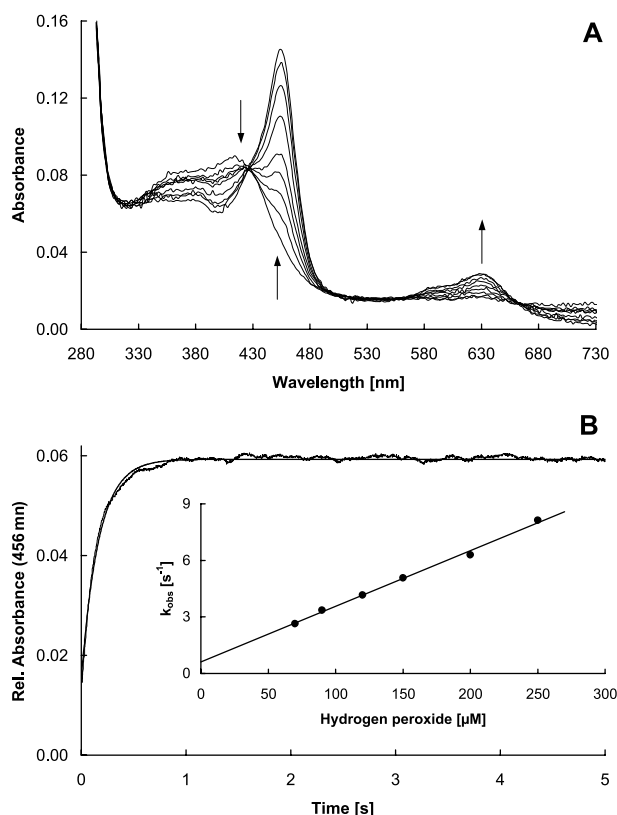 A
0.16
0.12
0.08
0.04
0.00
Absorbance
280 330 380 430 480 530 580 630 680 730
Wavelength [nm]
B
0.06
0.04
0.02
0.00
Rel. Absorbance (456 mn)
9
6
3
0
k_obs [s⁻¹]
0 50 100 150 200 250 300
Hydrogen peroxide [µM]
0 1 2 3 4 5
Time [s]